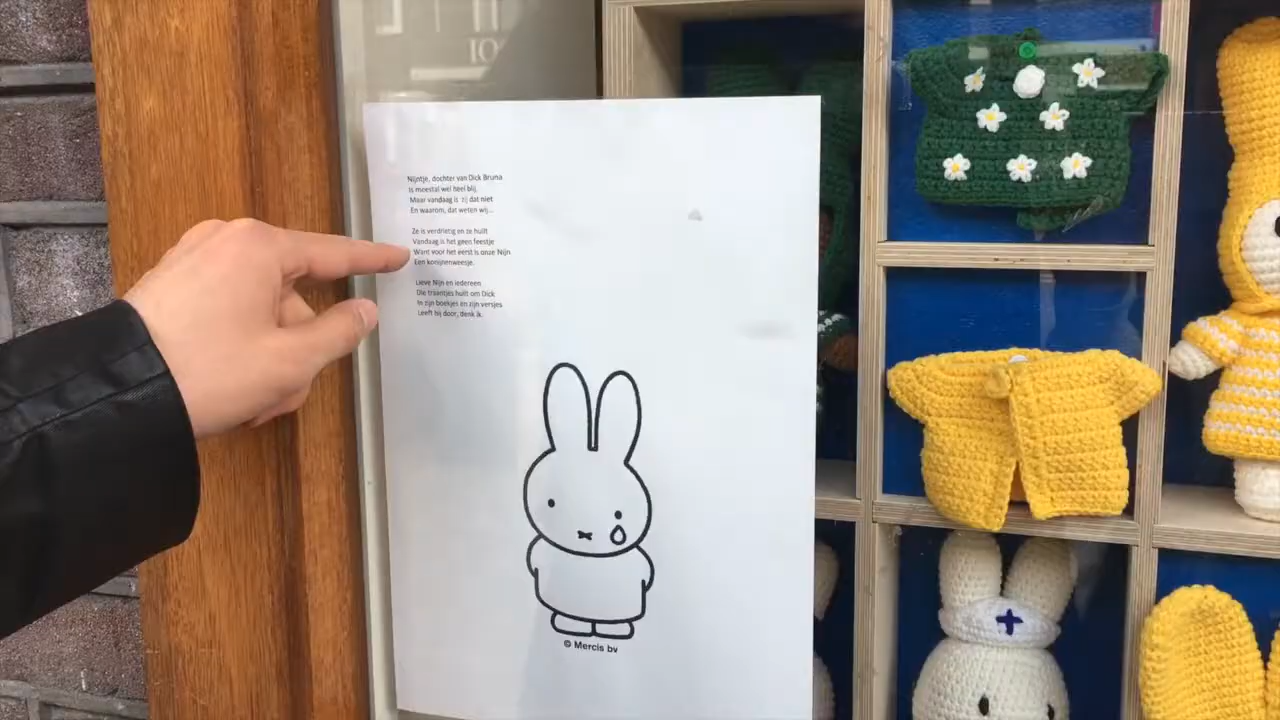 Nijntje, dochter van Dick Bruna
Is meestal wel heel blij,
Maar vandaag is zij dat niet
En waarom, dat weten wij...
Ze is verdrietig en ze huilt
Vandaag is het geen feestje
Want voor het eerst is onze Nijn
Een konijnenweesje.
Lieve Nijn en iedereen
Die traantjes huilt om Dick
In zijn boekjes en zijn versjes
Leeft hij door, denk ik.
© Mercis bv